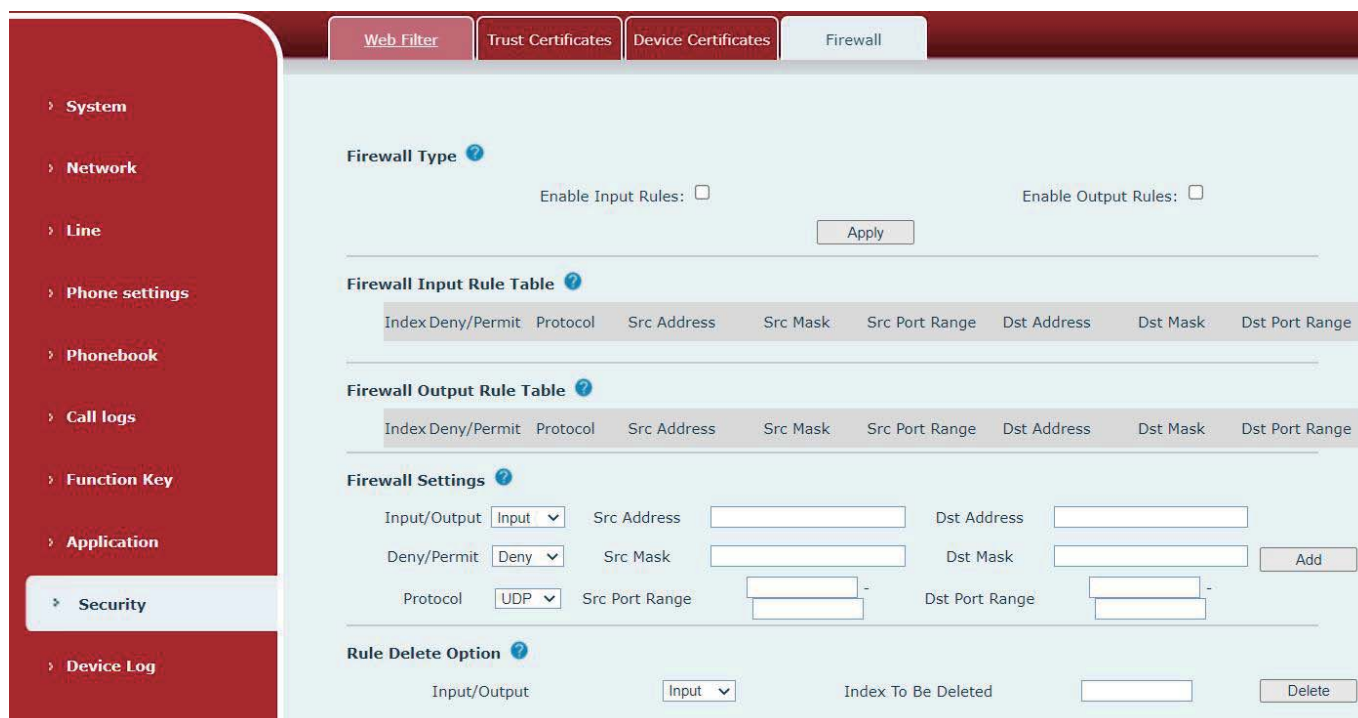 Web Filter Trust Certificates Device Certificates Firewall
System
Network
Line
Phone settings
Phonebook
Call logs
Function Key
Application
Security
Device Log
Firewall Type ?
Enable Input Rules: Enable Output Rules:
Apply
Firewall Input Rule Table ?
Index Deny/Permit Protocol Src Address Src Mask Src Port Range Dst Address Dst Mask Dst Port Range
Firewall Output Rule Table ?
Index Deny/Permit Protocol Src Address Src Mask Src Port Range Dst Address Dst Mask Dst Port Range
Firewall Settings ?
Input/Output Input Src Address Dst Address
Deny/Permit Deny Src Mask Dst Mask Add
Protocol UDP Src Port Range - Dst Port Range -
Rule Delete Option ?
Input/Output Input Index To Be Deleted Delete